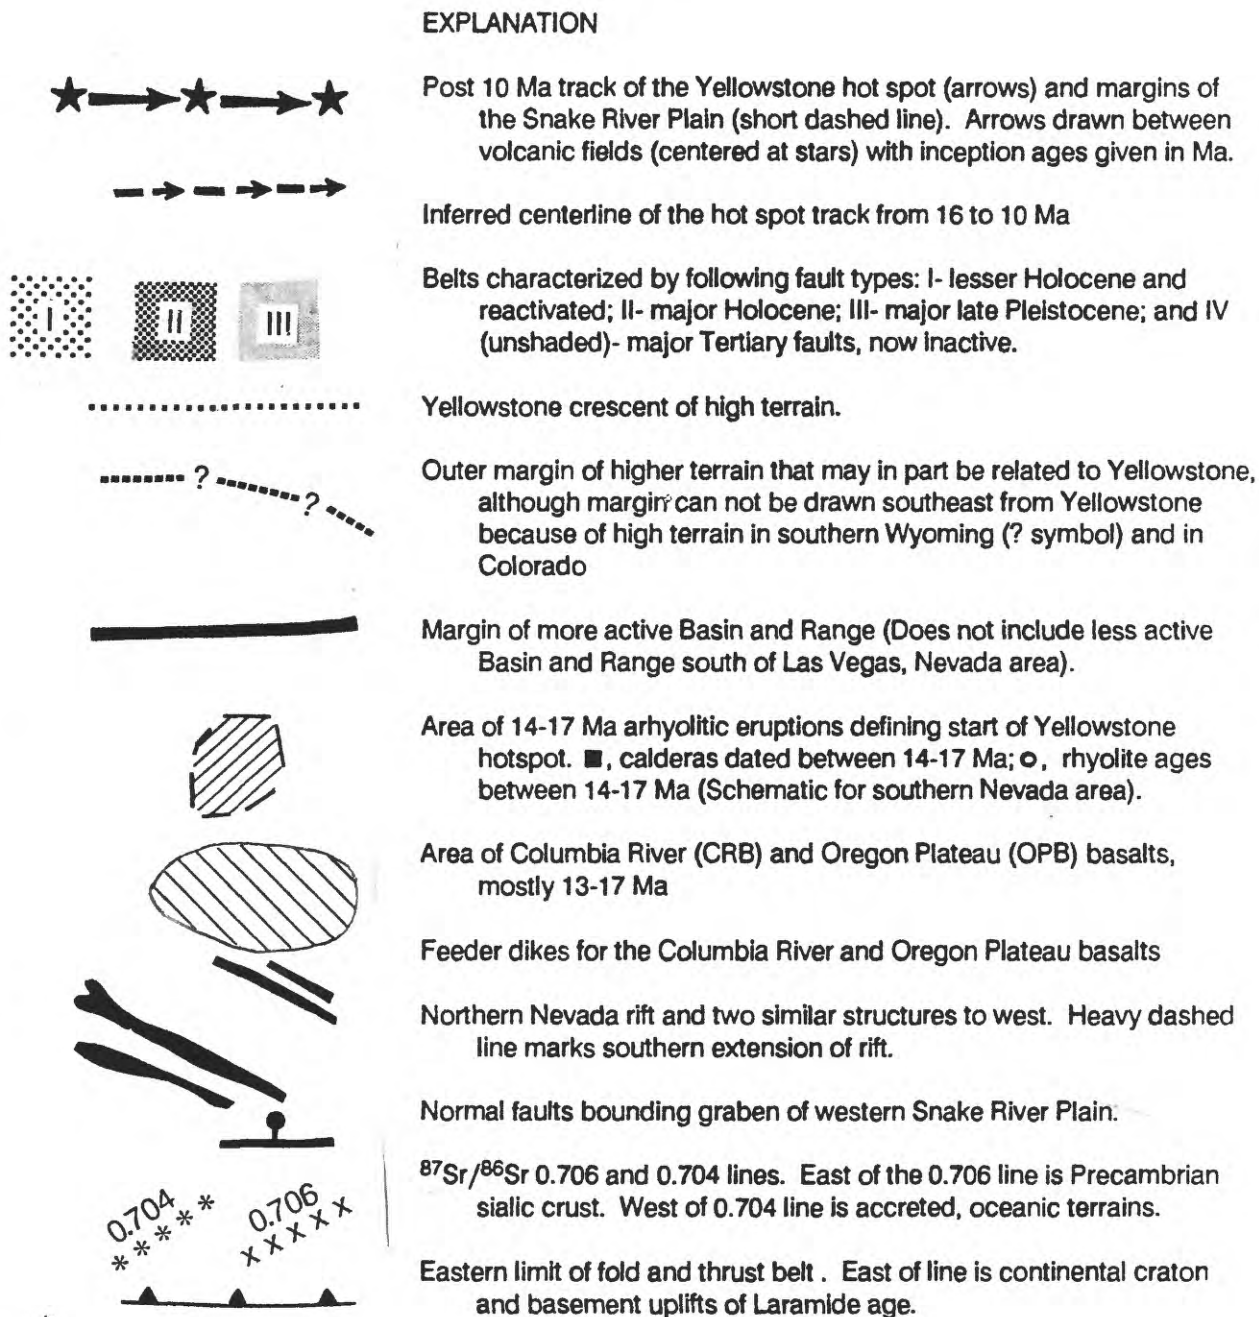 EXPLANATION
Post 10 Ma track of the Yellowstone hot spot (arrows) and margins of
the Snake River Plain (short dashed line). Arrows drawn between
volcanic fields (centered at stars) with inception ages given in Ma.
Inferred centerline of the hot spot track from 16 to 10 Ma
I II III
Belts characterized by following fault types: I- lesser Holocene and
reactivated; II- major Holocene; III- major late Pleistocene; and IV
(unshaded)- major Tertiary faults, now inactive.
Yellowstone crescent of high terrain.
? ?
Outer margin of higher terrain that may in part be related to Yellowstone,
although margin can not be drawn southeast from Yellowstone
because of high terrain in southern Wyoming (? symbol) and in
Colorado
Margin of more active Basin and Range (Does not include less active
Basin and Range south of Las Vegas, Nevada area).
Area of 14-17 Ma arhyolitic eruptions defining start of Yellowstone
hotspot. ■, calderas dated between 14-17 Ma; o, rhyolite ages
between 14-17 Ma (Schematic for southern Nevada area).
Area of Columbia River (CRB) and Oregon Plateau (OPB) basalts,
mostly 13-17 Ma
Feeder dikes for the Columbia River and Oregon Plateau basalts
Northern Nevada rift and two similar structures to west. Heavy dashed
line marks southern extension of rift.
Normal faults bounding graben of western Snake River Plain.
0.704 0.706
* * * * * X X X X X
⁸⁷Sr/⁸⁶Sr 0.706 and 0.704 lines. East of the 0.706 line is Precambrian
sialic crust. West of 0.704 line is accreted, oceanic terrains.
Eastern limit of fold and thrust belt . East of line is continental craton
and basement uplifts of Laramide age.